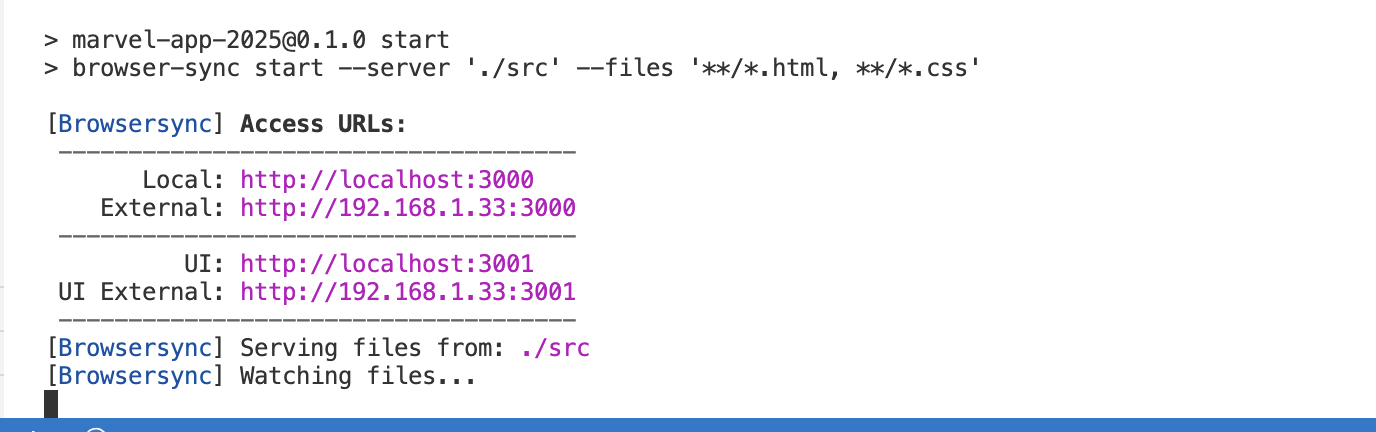 > marvel-app-2025@0.1.0 start
> browser-sync start --server './src' --files '**/*.html, **/*.css'
[Browsersync] Access URLs:
-------------------------------------
Local: http://localhost:3000
External: http://192.168.1.33:3000
-------------------------------------
UI: http://localhost:3001
UI External: http://192.168.1.33:3001
-------------------------------------
[Browsersync] Serving files from: ./src
[Browsersync] Watching files...